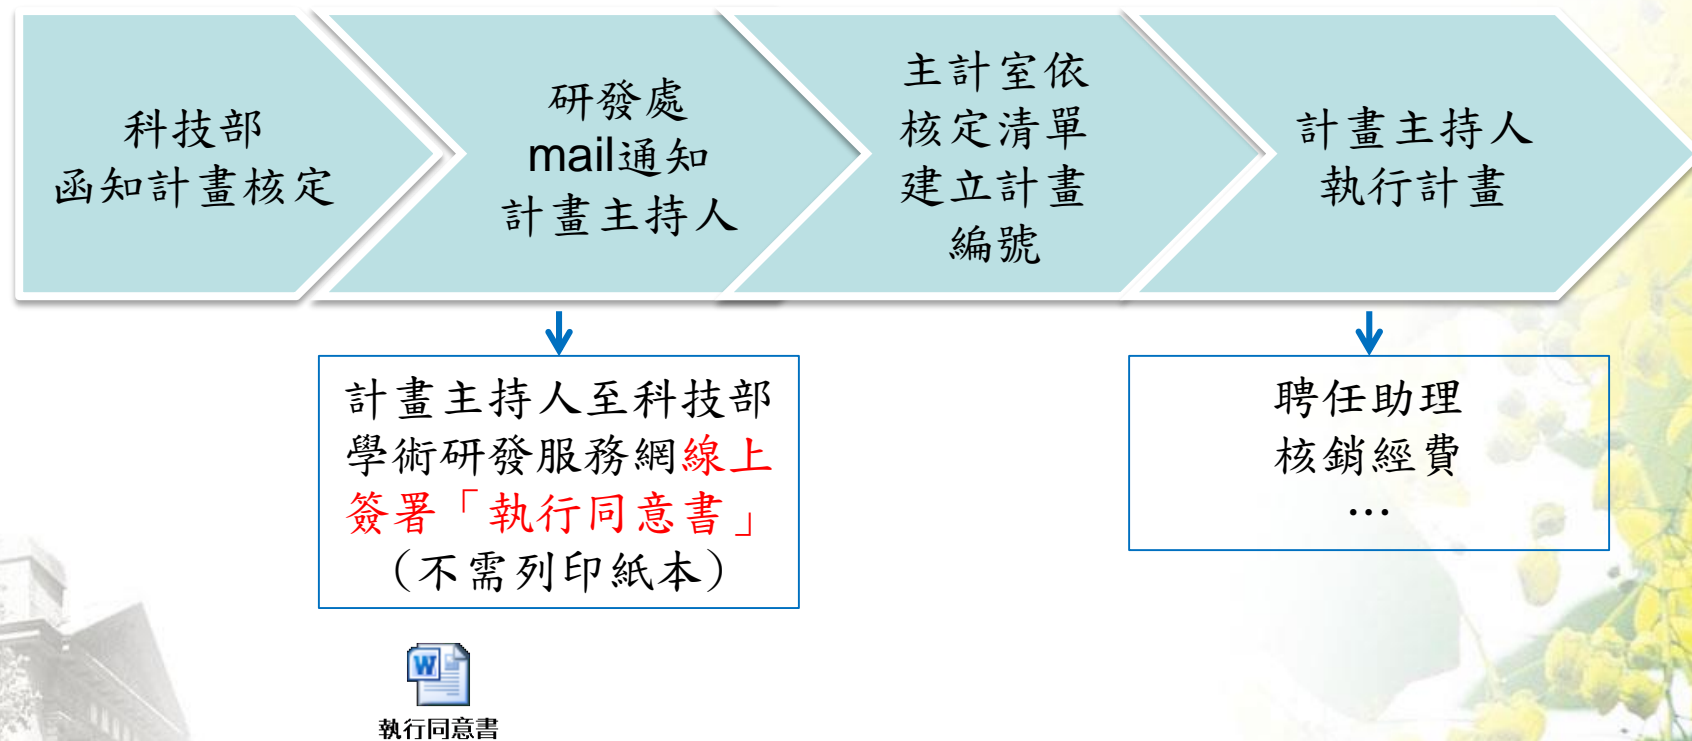 科技部
函知計畫核定
研發處
mail通知
計畫主持人
主計室依
核定清單
建立計畫
編號
計畫主持人
執行計畫
計畫主持人至科技部
學術研發服務網線上
簽署「執行同意書」
（不需列印紙本）
聘任助理
核銷經費
…
執行同意書